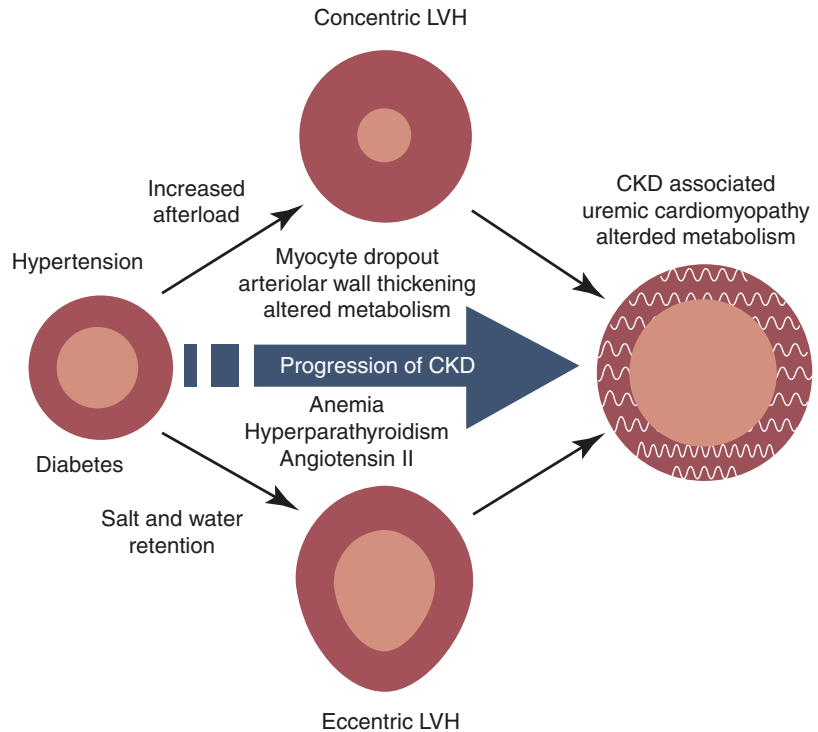 Concentric LVH
Increased
afterload
CKD associated
uremic cardiomyopathy
alterded metabolism
Hypertension
Myocyte dropout
arteriolar wall thickening
altered metabolism
Progression of CKD
Anemia
Hyperparathyroidism
Angiotensin II
Diabetes
Salt and water
retention
Eccentric LVH